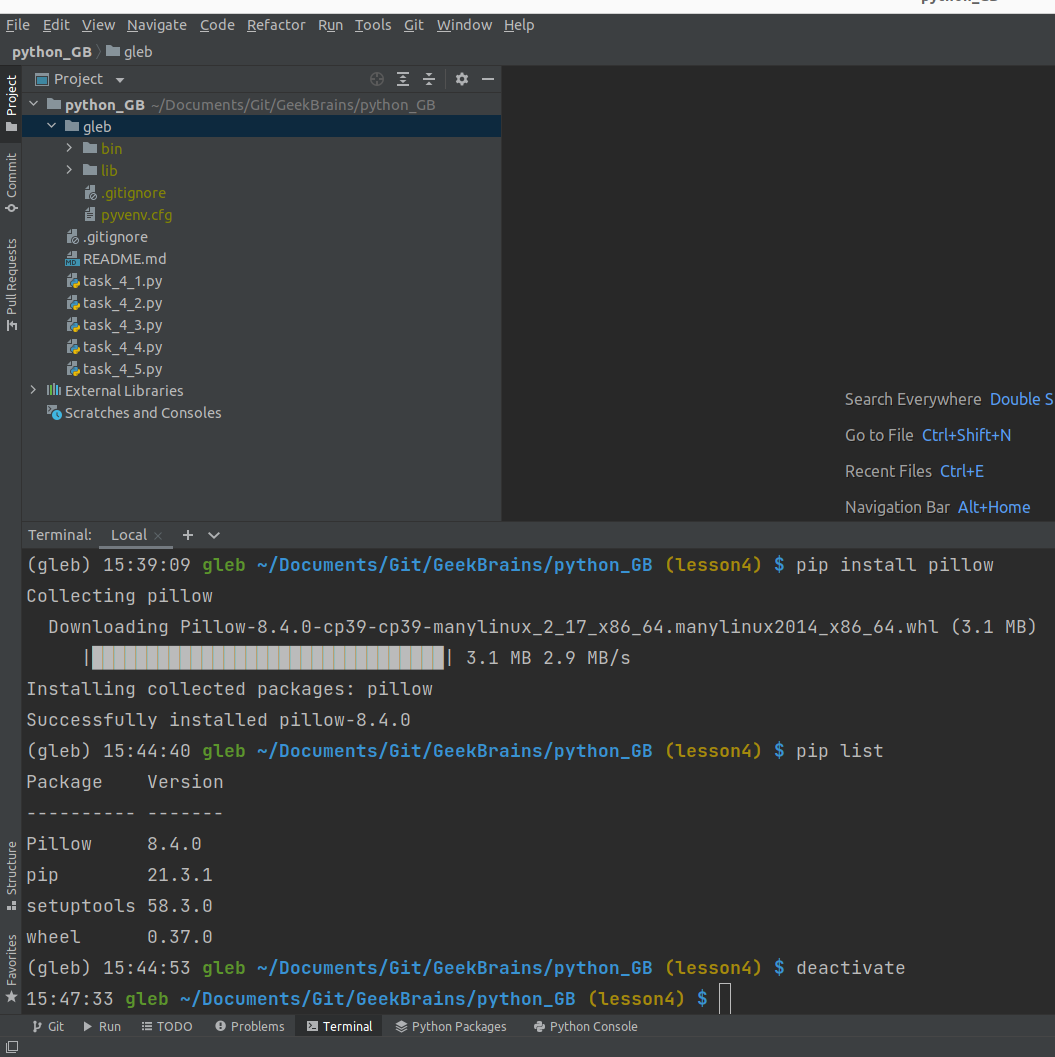 File Edit View Navigate Code Refactor Run Tools Git Window Help
python_GB gleb
Project
Project
python_GB ~/Documents/Git/GeekBrains/python_GB
gleb
bin
lib
.gitignore
pyvenv.cfg
.gitignore
README.md
task_4_1.py
task_4_2.py
task_4_3.py
task_4_4.py
task_4_5.py
External Libraries
Scratches and Consoles
Commit
Pull Requests
Search Everywhere Double S
Go to File Ctrl+Shift+N
Recent Files Ctrl+E
Navigation Bar Alt+Home
Terminal: Local
(gleb) 15:39:09 gleb ~/Documents/Git/GeekBrains/python_GB (lesson4) $ pip install pillow
Collecting pillow
Downloading Pillow-8.4.0-cp39-cp39-manylinux_2_17_x86_64.manylinux2014_x86_64.whl (3.1 MB)
| | 3.1 MB 2.9 MB/s
Installing collected packages: pillow
Successfully installed pillow-8.4.0
(gleb) 15:44:40 gleb ~/Documents/Git/GeekBrains/python_GB (lesson4) $ pip list
Package Version
---------- -------
Pillow 8.4.0
pip 21.3.1
setuptools 58.3.0
wheel 0.37.0
(gleb) 15:44:53 gleb ~/Documents/Git/GeekBrains/python_GB (lesson4) $ deactivate
15:47:33 gleb ~/Documents/Git/GeekBrains/python_GB (lesson4) $
Structure
Favorites
Git Run TODO Problems Terminal Python Packages Python Console